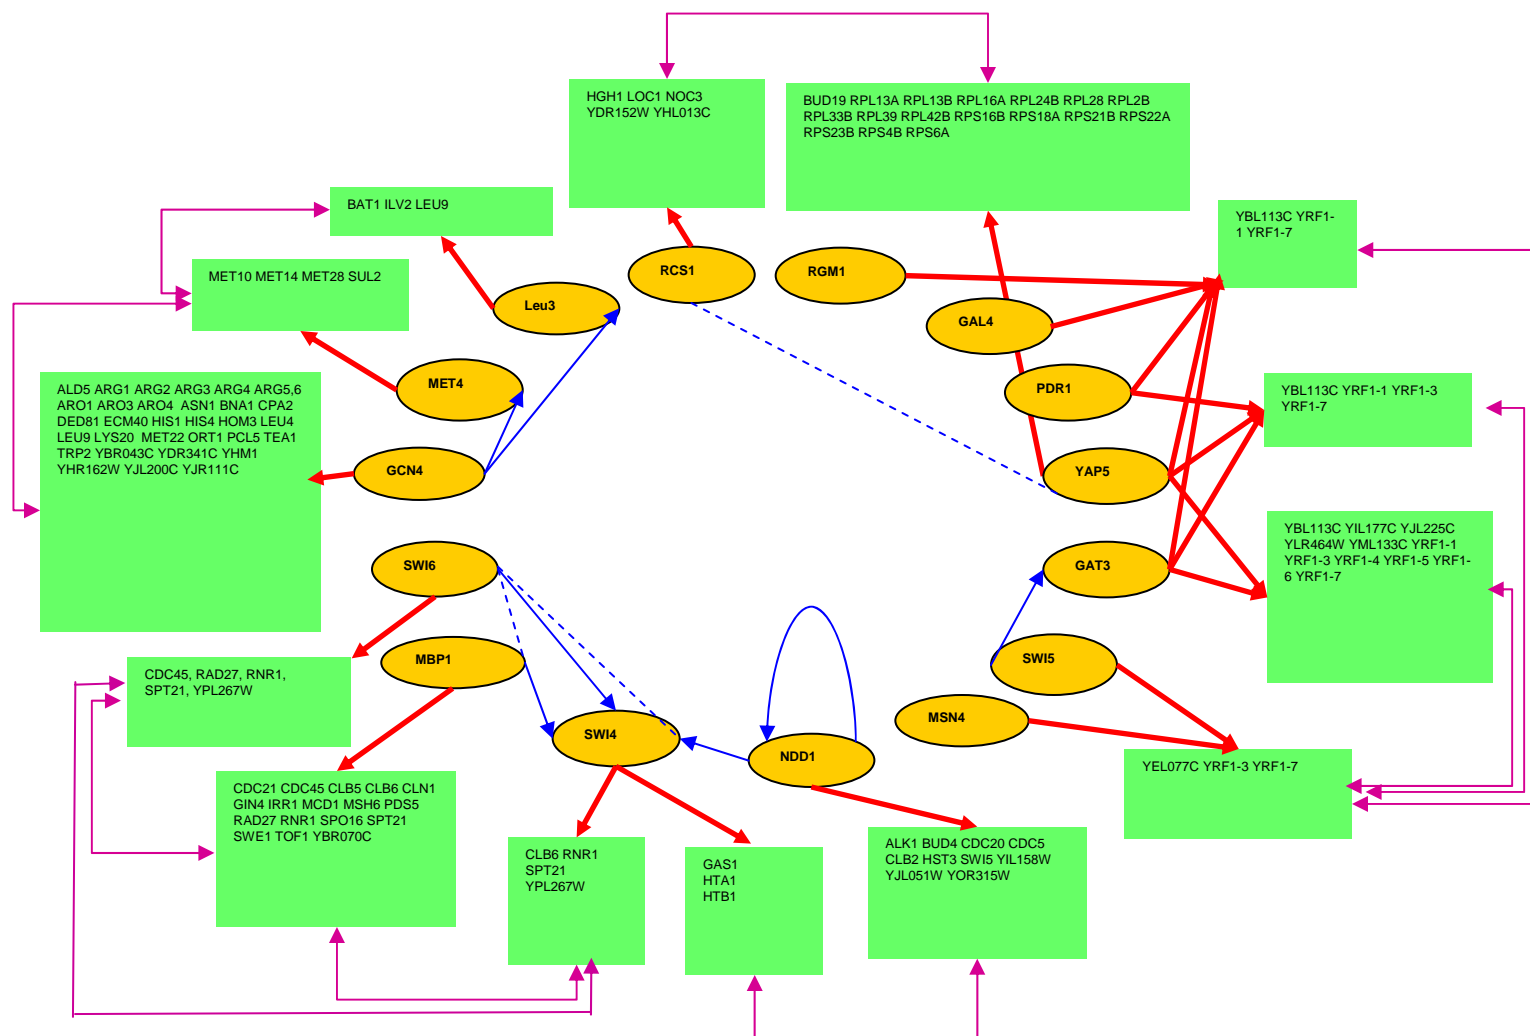 HGH1 LOC1 NOC3
YDR152W YHL013C
BUD19 RPL13A RPL13B RPL16A RPL24B RPL28 RPL2B
RPL33B RPL39 RPL42B RPS16B RPS18A RPS21B RPS22A
RPS23B RPS4B RPS6A
BAT1 ILV2 LEU9
YBL113C YRF1-
1 YRF1-7
MET10 MET14 MET28 SUL2
RCS1
RGM1
Leu3
GAL4
MET4
PDR1
ALD5 ARG1 ARG2 ARG3 ARG4 ARG5,6
ARO1 ARO3 ARO4  ASN1 BNA1 CPA2
DED81 ECM40 HIS1 HIS4 HOM3 LEU4
LEU9 LYS20  MET22 ORT1 PCL5 TEA1
TRP2 YBR043C YDR341C YHM1
YHR162W YJL200C YJR111C
YBL113C YRF1-1 YRF1-3
YRF1-7
GCN4
YAP5
YBL113C YIL177C YJL225C
YLR464W YML133C YRF1-1
YRF1-3 YRF1-4 YRF1-5 YRF1-
6 YRF1-7
SWI6
GAT3
MBP1
SWI5
CDC45, RAD27, RNR1,
SPT21, YPL267W
MSN4
SWI4
NDD1
YEL077C YRF1-3 YRF1-7
CDC21 CDC45 CLB5 CLB6 CLN1
GIN4 IRR1 MCD1 MSH6 PDS5
RAD27 RNR1 SPO16 SPT21
SWE1 TOF1 YBR070C
CLB6 RNR1
SPT21
YPL267W
GAS1
HTA1
HTB1
ALK1 BUD4 CDC20 CDC5
CLB2 HST3 SWI5 YIL158W
YJL051W YOR315W